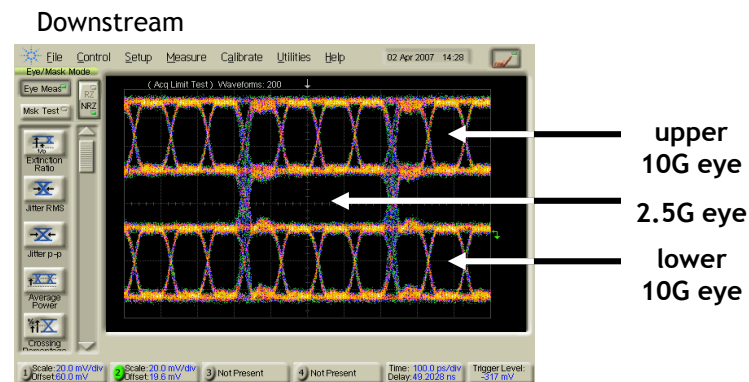 Downstream
File Control Setup Measure Calibrate Utilities Help 02 Apr 2007 14:28
Eye/Mask Mode
Eye Meas
Msk Test
RZ
NRZ
( Acq Limit Test ) Waveforms: 200
Extinction
Ratio
Jitter RMS
Jitter p-p
Average
Power
Crossing
upper
10G eye
2.5G eye
lower
10G eye
1 Scale:20.0 mV/div
Offset:60.0 mV
2 Scale:20.0 mV/div
Offset:19.6 mV
3 Not Present
4 Not Present
Time: 100.0 ps/div
Delay:49.2028 ns
Trigger Level:
-317 mV